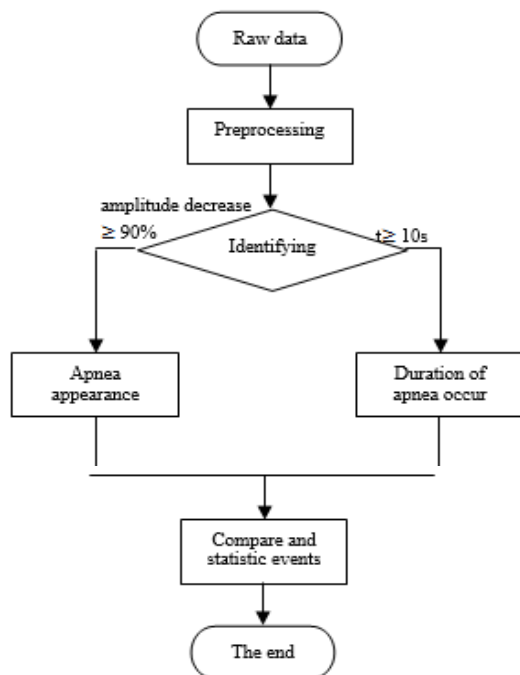 Raw data
Preprocessing
amplitude decrease
≥ 90%
Identifying
t≥ 10s
Apnea
appearance
Duration of
apnea occur
Compare and
statistic events
The end